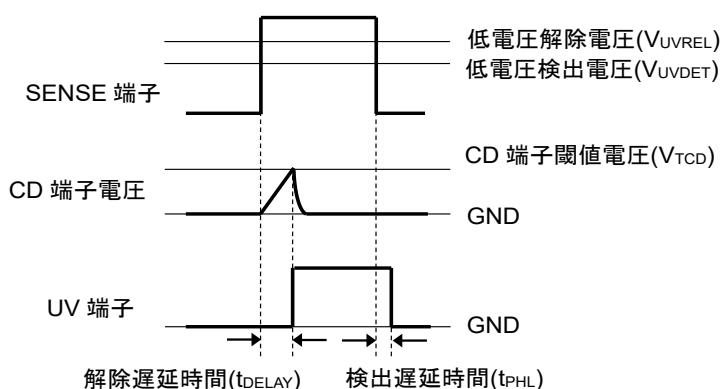 低電圧解除電圧(VUVREL)
低電圧検出電圧(VUVDET)
SENSE 端子
CD 端子閾値電圧(VTCD)
CD 端子電圧
GND
UV 端子
GND
解除遅延時間(tDELAY)
検出遅延時間(tPHL)